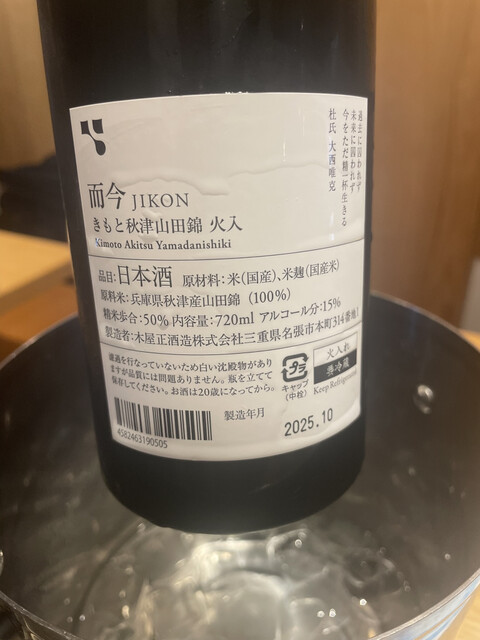 過去に囚われず
未来に囚われず
今をただ精一杯生きる
杜氏 大西唯克
而今 JIKON
きもと秋津山田錦 火入
Kimoto Akitsu Yamadanishiki
品目:日本酒 原材料:米(国産)、米麹(国産米)
原料米:兵庫県秋津産山田錦 (100%)
精米歩合:50% 内容量:720ml アルコール分:15%
製造者:木屋正酒造株式会社三重県名張市本町314番地1
濾過を行なっていないため白い沈殿物があり
ますが品質には問題ありません。瓶を立てて
保存してください。お酒は20歳になってから。
プラ
キャップ
(中栓)
火入れ
要冷蔵
Keep Refrigerated
4582463190505
製造年月
2025.10